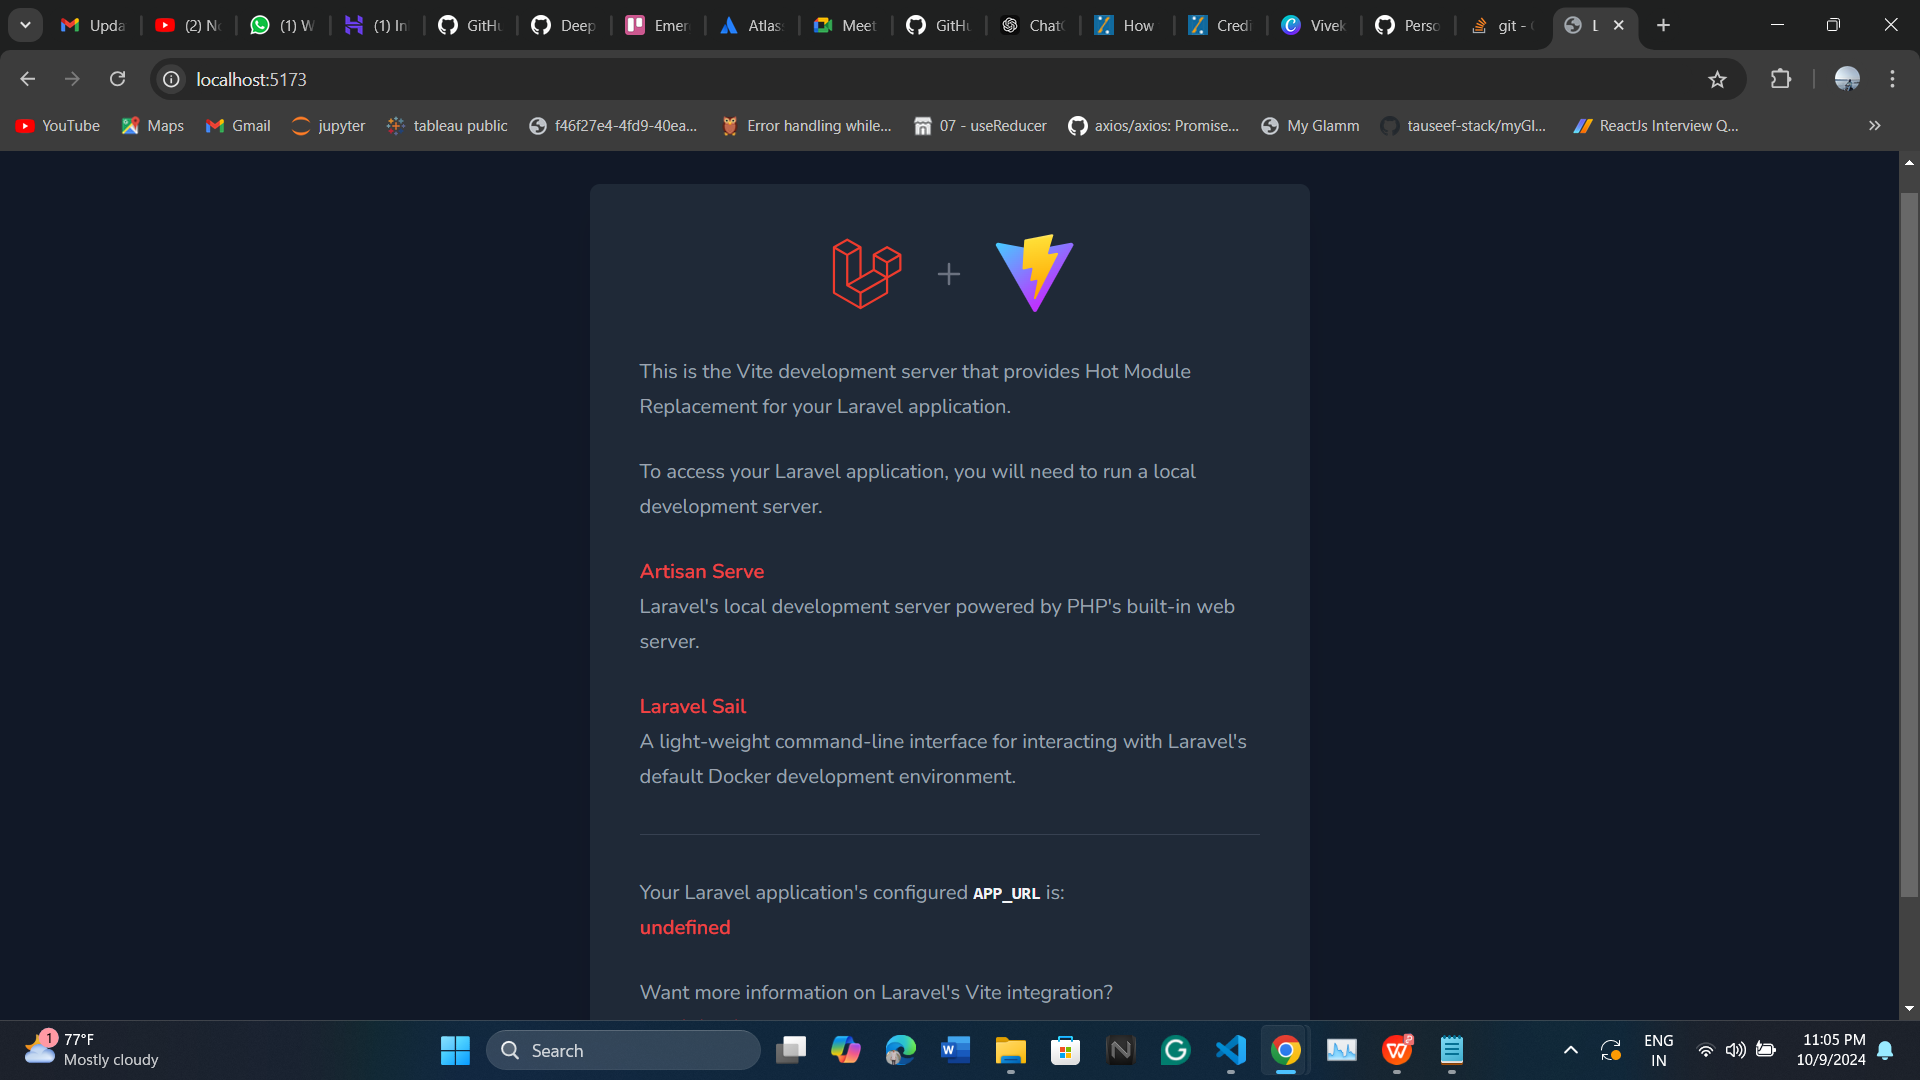 Upda
(2) No
(1) W
(1) In
GitHu
Deep
Emer
Atlas
Meet
GitHu
ChatG
How
Credi
Vivek
Perso
git - 
L
localhost:5173
YouTube
Maps
Gmail
jupyter
tableau public
f46f27e4-4fd9-40ea...
Error handling while...
07 - useReducer
axios/axios: Promise...
My Glamm
tauseef-stack/myGl...
ReactJs Interview Q...
This is the Vite development server that provides Hot Module
Replacement for your Laravel application.
To access your Laravel application, you will need to run a local
development server.
Artisan Serve
Laravel's local development server powered by PHP's built-in web
server.
Laravel Sail
A light-weight command-line interface for interacting with Laravel's
default Docker development environment.
Your Laravel application's configured APP_URL is:
undefined
Want more information on Laravel's Vite integration?
1
77°F
Mostly cloudy
Search
ENG
IN
11:05 PM
10/9/2024